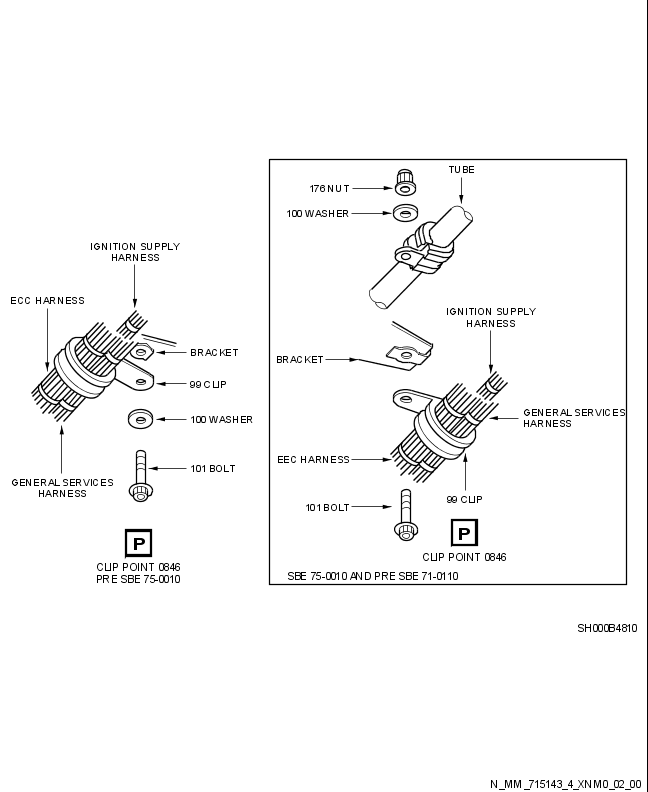 IGNITION SUPPLY
HARNESS
ECC HARNESS
BRACKET
99 CLIP
100 WASHER
101 BOLT
GENERAL SERVICES
HARNESS
P
CLIP POINT 0846
PRE SBE 75-0010
TUBE
176 NUT
100 WASHER
IGNITION SUPPLY
HARNESS
BRACKET
GENERAL SERVICES
HARNESS
EEC HARNESS
99 CLIP
101 BOLT
P
CLIP POINT 0846
SBE 75-0010 AND PRE SBE 71-0110
SH000B4810
N_MM_715143_4_XNM0_02_00